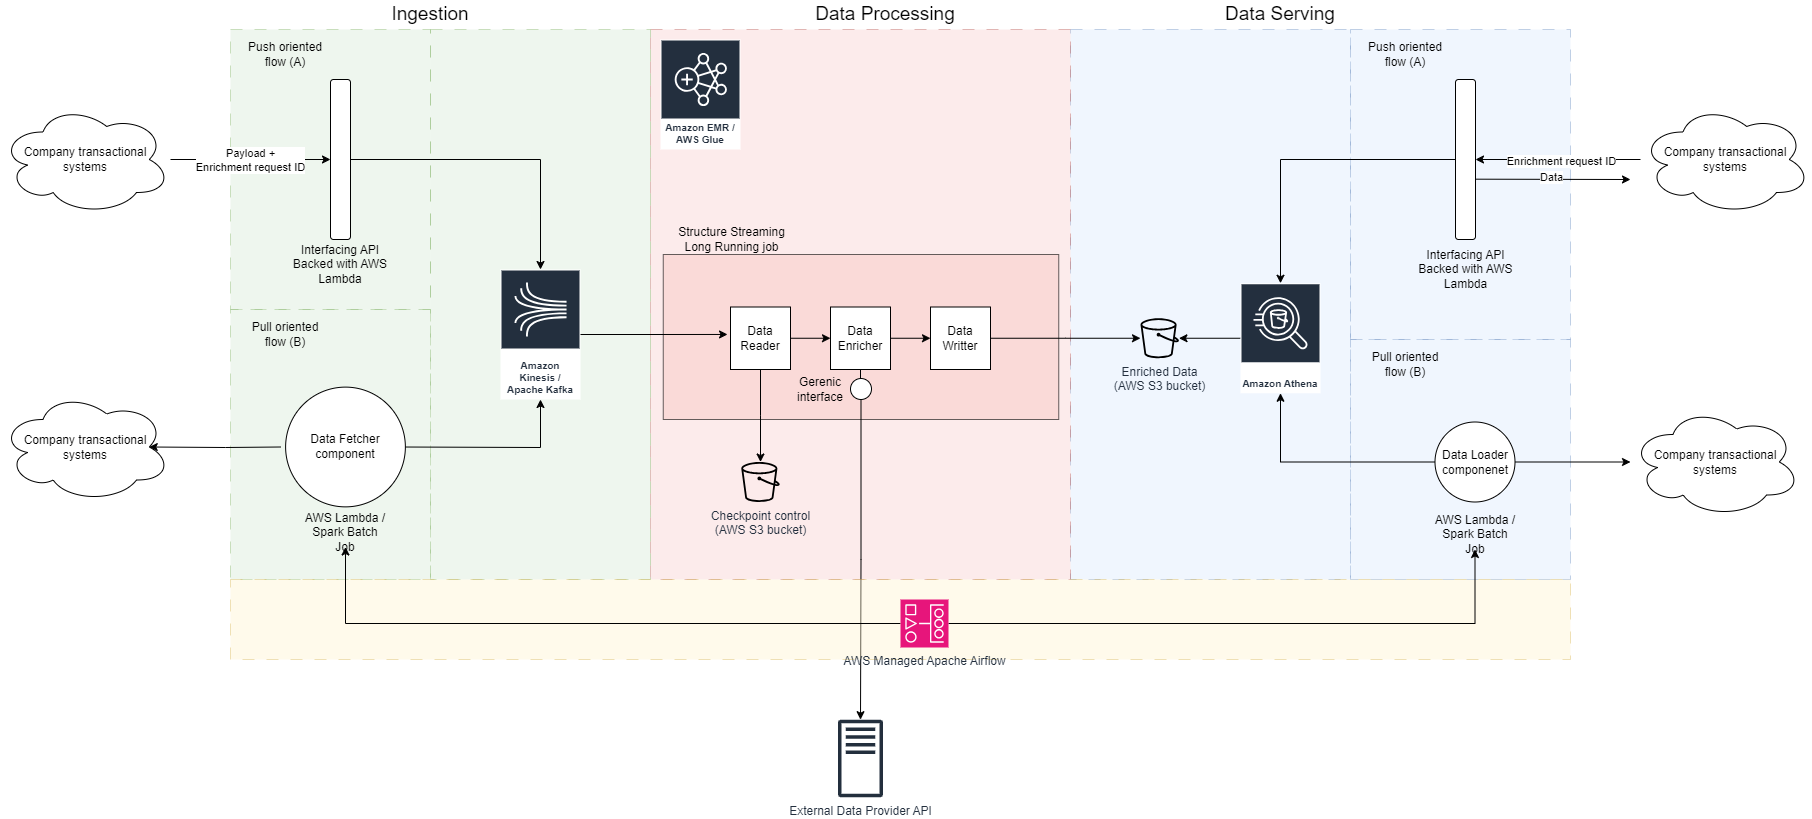 Ingestion
Data Processing
Data Serving
Push oriented
flow (A)
Company transactional
systems
Payload +
Enrichment request ID
Interfacing API
Backed with AWS
Lambda
Pull oriented
flow (B)
Company transactional
systems
Data Fetcher
component
AWS Lambda /
Spark Batch
Job
Amazon
Kinesis /
Apache Kafka
Amazon EMR /
AWS Glue
Structure Streaming
Long Running job
Data
Reader
Data
Enricher
Data
Writter
Gerenic
interface
Checkpoint control
(AWS S3 bucket)
Enriched Data
(AWS S3 bucket)
Amazon Athena
Push oriented
flow (A)
Enrichment request ID
Data
Company transactional
systems
Interfacing API
Backed with AWS
Lambda
Pull oriented
flow (B)
Data Loader
componenet
Company transactional
systems
AWS Lambda /
Spark Batch
Job
AWS Managed Apache Airflow
External Data Provider API